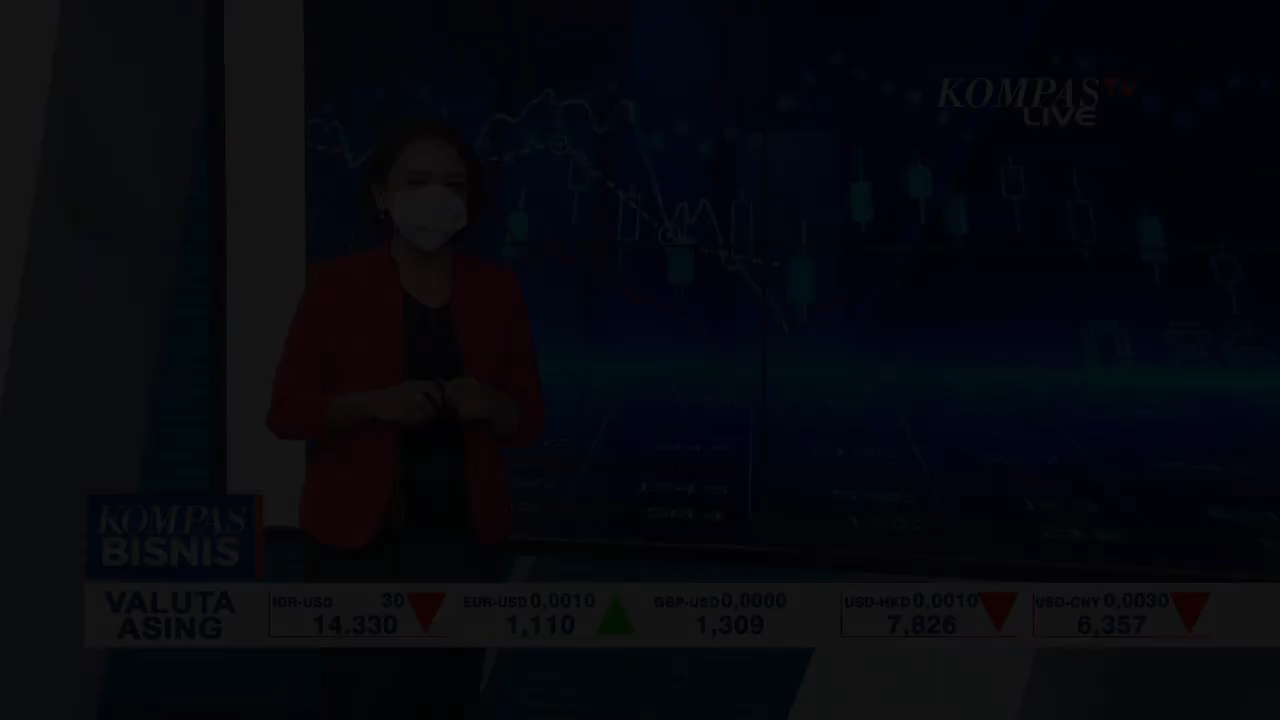 KOMPAS TV
LIVE
KOMPAS
BISNIS
VALUTA
ASING
IDR-USD 30
14.330
EUR-USD 0,0010
1,110
GBP-USD 0,0000
1,309
USD-HKD 0,0010
7,826
USD-CNY 0,0030
6,357